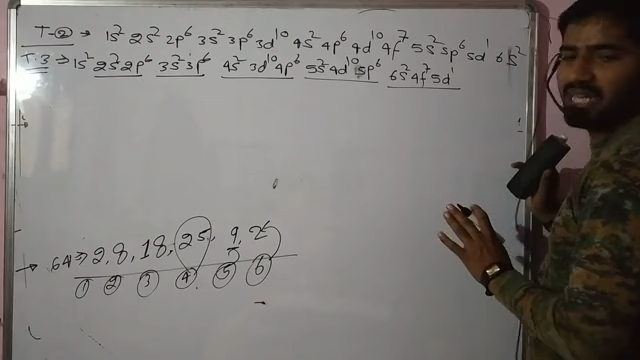 T-② → 1s² 2s² 2p⁶ 3s² 3p⁶ 3d¹⁰ 4s² 4p⁶ 4d¹⁰ 4f⁷ 5s² 5p⁶ 5d¹ 6s²
T-3 → 1s² 2s² 2p⁶ 3s² 3p⁶ 4s² 3d¹⁰ 4p⁶ 5s² 4d¹⁰ 5p⁶ 6s² 4f⁷ 5d¹
→ 64 → 2, 8, 18, 25, 9, 2
① ② ③ ④ ⑤ ⑥